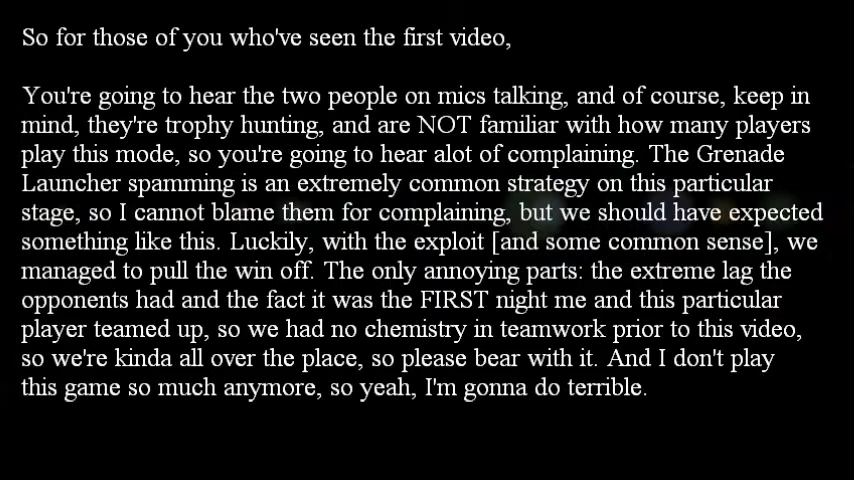 So for those of you who've seen the first video,
You're going to hear the two people on mics talking, and of course, keep in
mind, they're trophy hunting, and are NOT familiar with how many players
play this mode, so you're going to hear alot of complaining. The Grenade
Launcher spamming is an extremely common strategy on this particular
stage, so I cannot blame them for complaining, but we should have expected
something like this. Luckily, with the exploit [and some common sense], we
managed to pull the win off. The only annoying parts: the extreme lag the
opponents had and the fact it was the FIRST night me and this particular
player teamed up, so we had no chemistry in teamwork prior to this video,
so we're kinda all over the place, so please bear with it. And I don't play
this game so much anymore, so yeah, I'm gonna do terrible.